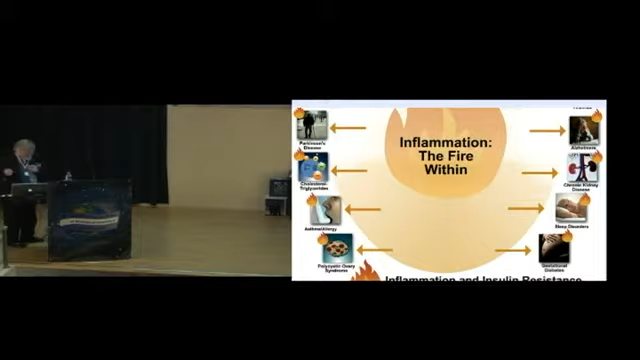 Inflammation:
The Fire
Within
Parkinson's
Disease
Alzheimers
Cholesterol-
Triglycerides
Chronic Kidney
Disease
Asthma/Allergy
Sleep Disorders
Polycystic Ovary
Syndrome
Gestational
Diabetes
Inflammation and Insulin Resistance